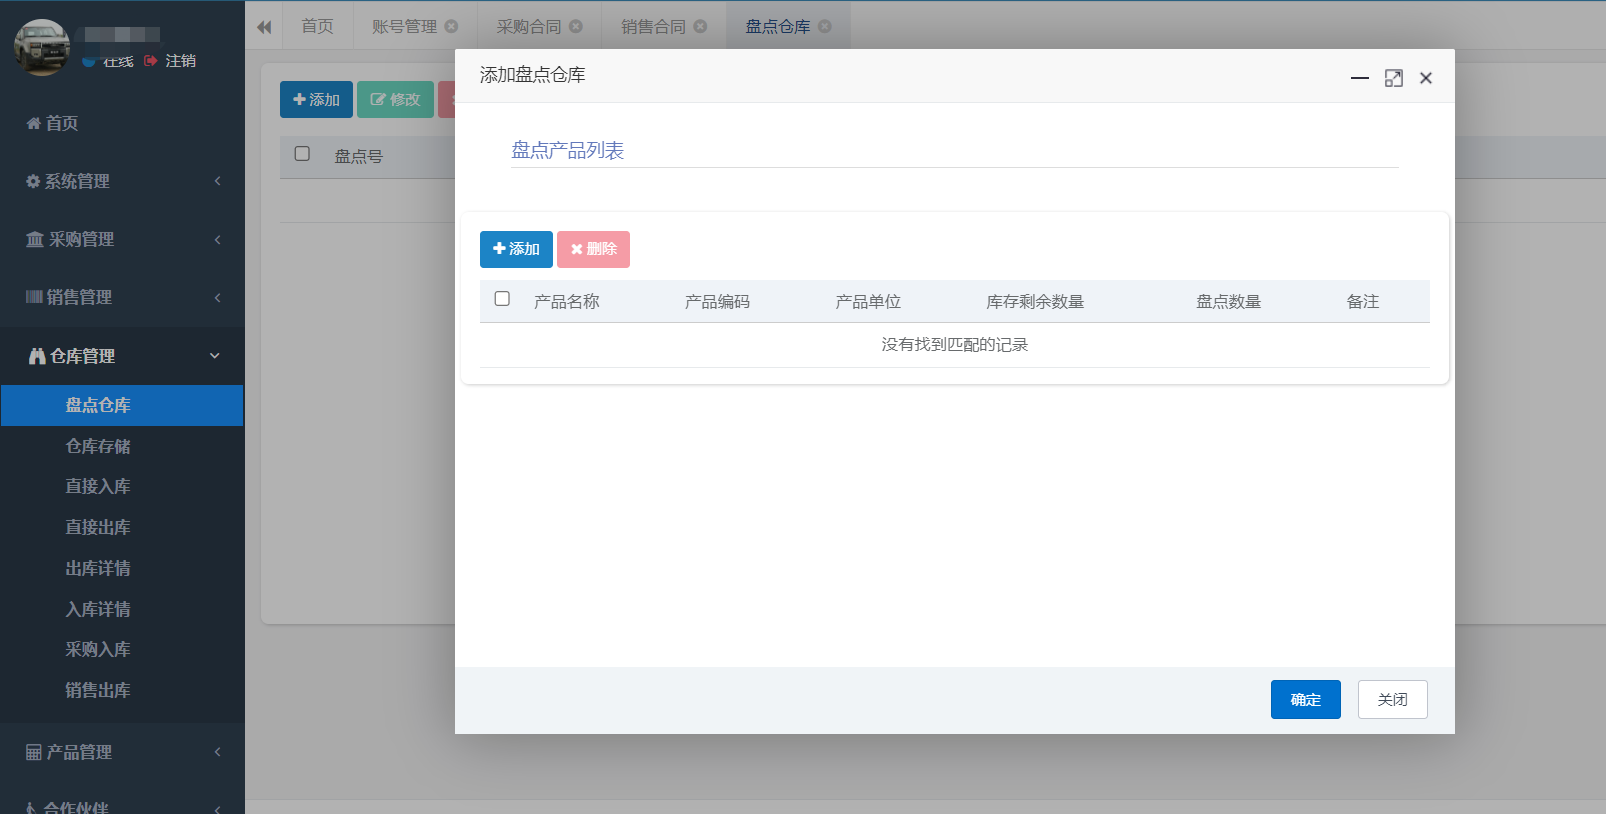 在线 注销
首页
系统管理
采购管理
销售管理
仓库管理
盘点仓库
仓库存储
直接入库
直接出库
出库详情
入库详情
采购入库
销售出库
产品管理
合作伙伴
首页 账号管理 采购合同 销售合同 盘点仓库
添加 修改
盘点号
添加盘点仓库
盘点产品列表
添加 删除
产品名称 产品编码 产品单位 库存剩余数量 盘点数量 备注
没有找到匹配的记录
确定 关闭